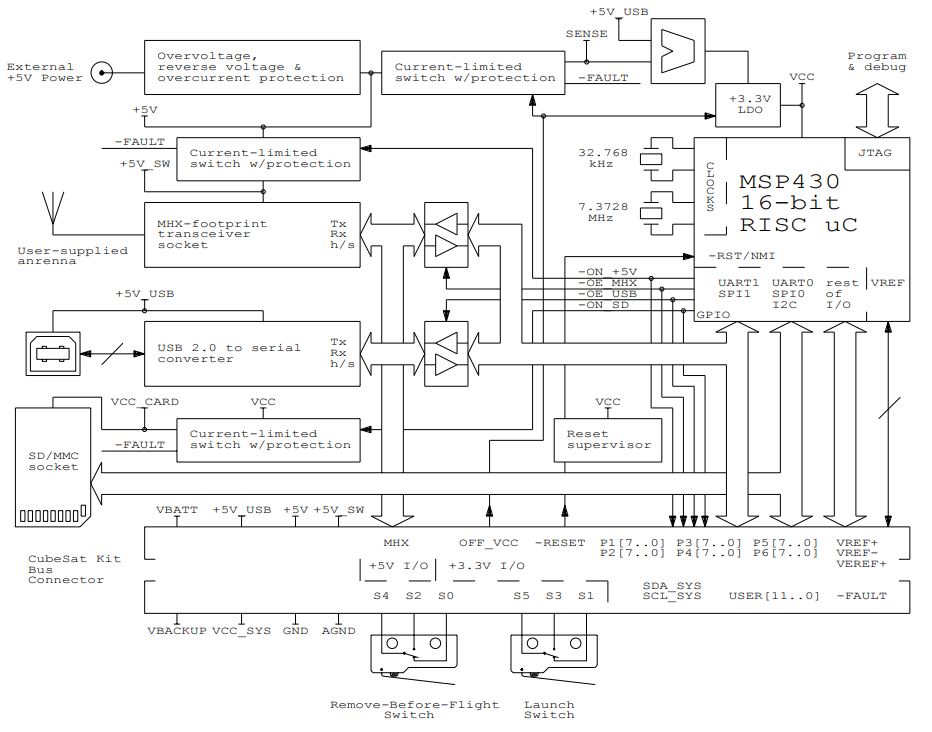 +5V_USB
SENSE
External
+5V Power
Overvoltage,
reverse voltage &
overcurrent protection
Current-limited
switch w/protection
-FAULT
Program
& debug
VCC
+3.3V
LDO
+5V
-FAULT
+5V_SW
Current-limited
switch w/protection
32.768
kHz
7.3728
MHz
CLOCKS
JTAG
MSP430
16-bit
RISC uC
User-supplied
anrenna
MHX-footprint
transceiver
socket
Tx
Rx
h/s
-RST/NMI
-ON_+5V
-OE_MHX
-OE_USB
-ON_SD
UART1
SPI1
UART0
SPI0
I2C
rest
of
I/O
VREF
GPIO
+5V_USB
USB 2.0 to serial
converter
Tx
Rx
h/s
VCC_CARD
VCC
-FAULT
Current-limited
switch w/protection
VCC
Reset
supervisor
SD/MMC
socket
VBATT
+5V_USB
+5V
+5V_SW
CubeSat Kit
Bus
Connector
MHX
OFF_VCC
-RESET
P1[7..0]
P2[7..0]
P3[7..0]
P4[7..0]
P5[7..0]
P6[7..0]
VREF+
VREF-
VEREF+
+5V I/O
+3.3V I/O
S4
S2
S0
S5
S3
S1
SDA_SYS
SCL_SYS
USER[11..0]
-FAULT
VBACKUP
VCC_SYS
GND
AGND
Remove-Before-Flight
Switch
Launch
Switch